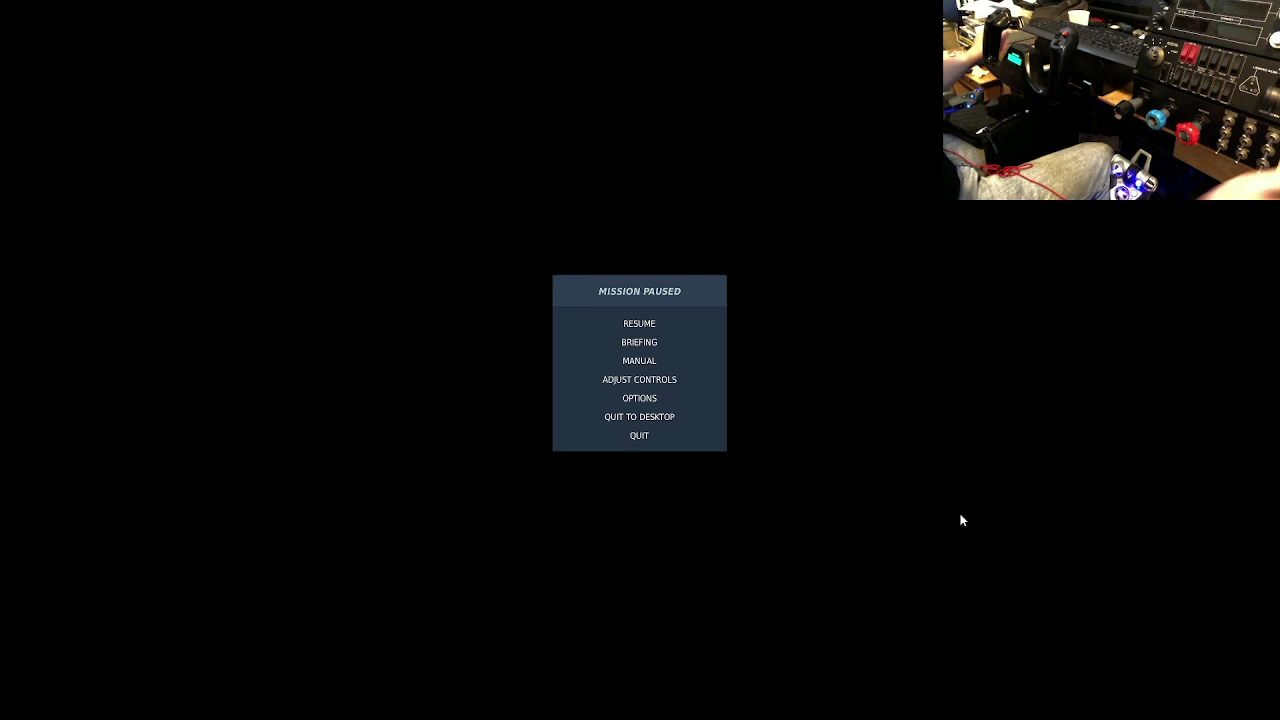 MISSION PAUSED
RESUME
BRIEFING
MANUAL
ADJUST CONTROLS
OPTIONS
QUIT TO DESKTOP
QUIT